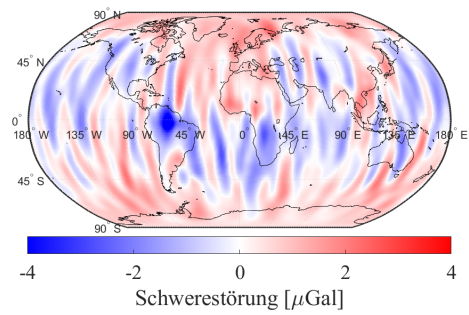 90° N
45° N
0°
180° W 135° W 90° W 45° W 0° 45° E 90° E 135° E 180° E
45° S
90° S
-4 -2 0 2 4
Schwerestörung [μGal]